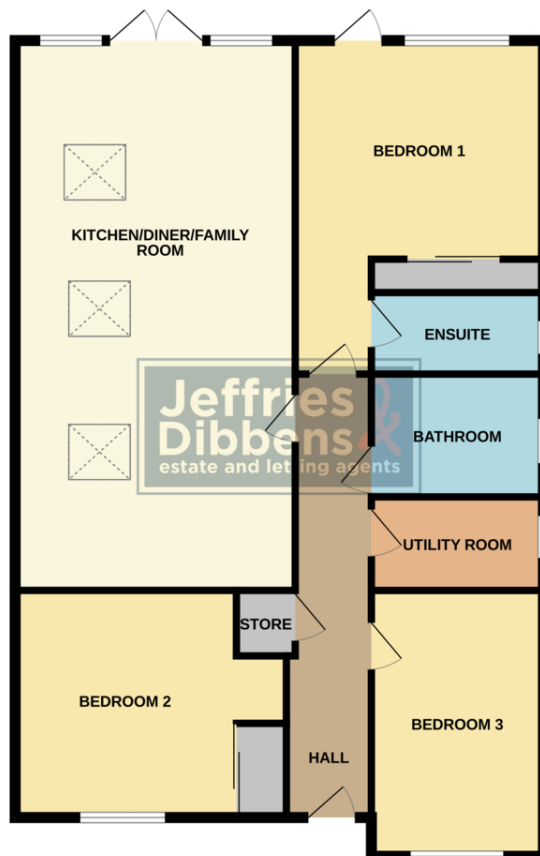 BEDROOM 1
KITCHEN/DINER/FAMILY
ROOM
ENSUITE
Jeffries
Dibbens &
estate and letting agents
BATHROOM
UTILITY ROOM
STORE
BEDROOM 2
BEDROOM 3
HALL